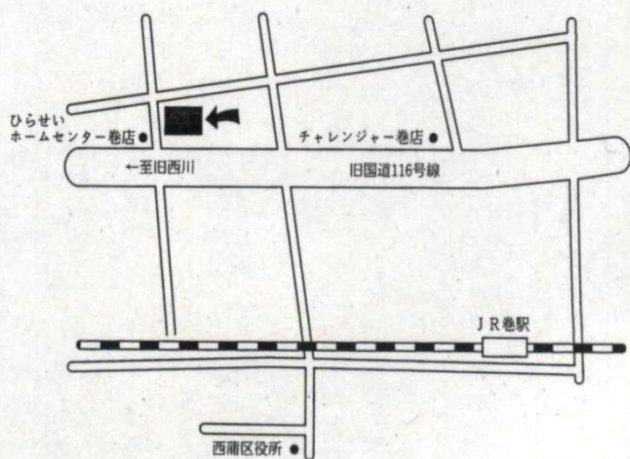 ひらせい
ホームセンター巻店
チャレンジャー巻店
←至旧西川
旧国道116号線
JR巻駅
西蒲区役所